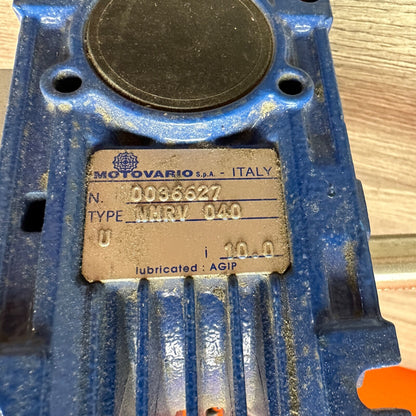 MOTOVARIO S.p.A. - ITALY
N. 0036627
TYPE NMRV 040
U
i 10.0
lubricated : AGIP